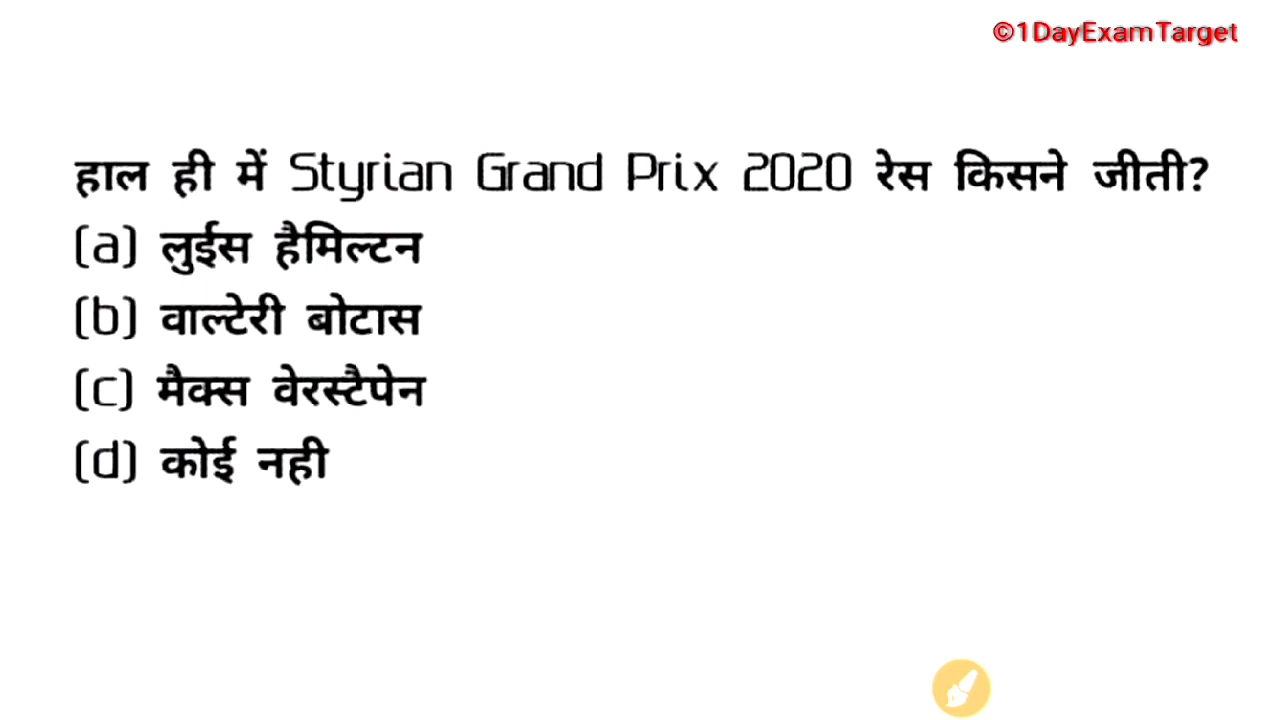 ©1DayExamTarget
हाल ही में Styrian Grand Prix 2020 रेस किसने जीती?
(a) लुईस हैमिल्टन
(b) वाल्टेरी बोटास
(c) मैक्स वेरस्टैपेन
(d) कोई नही